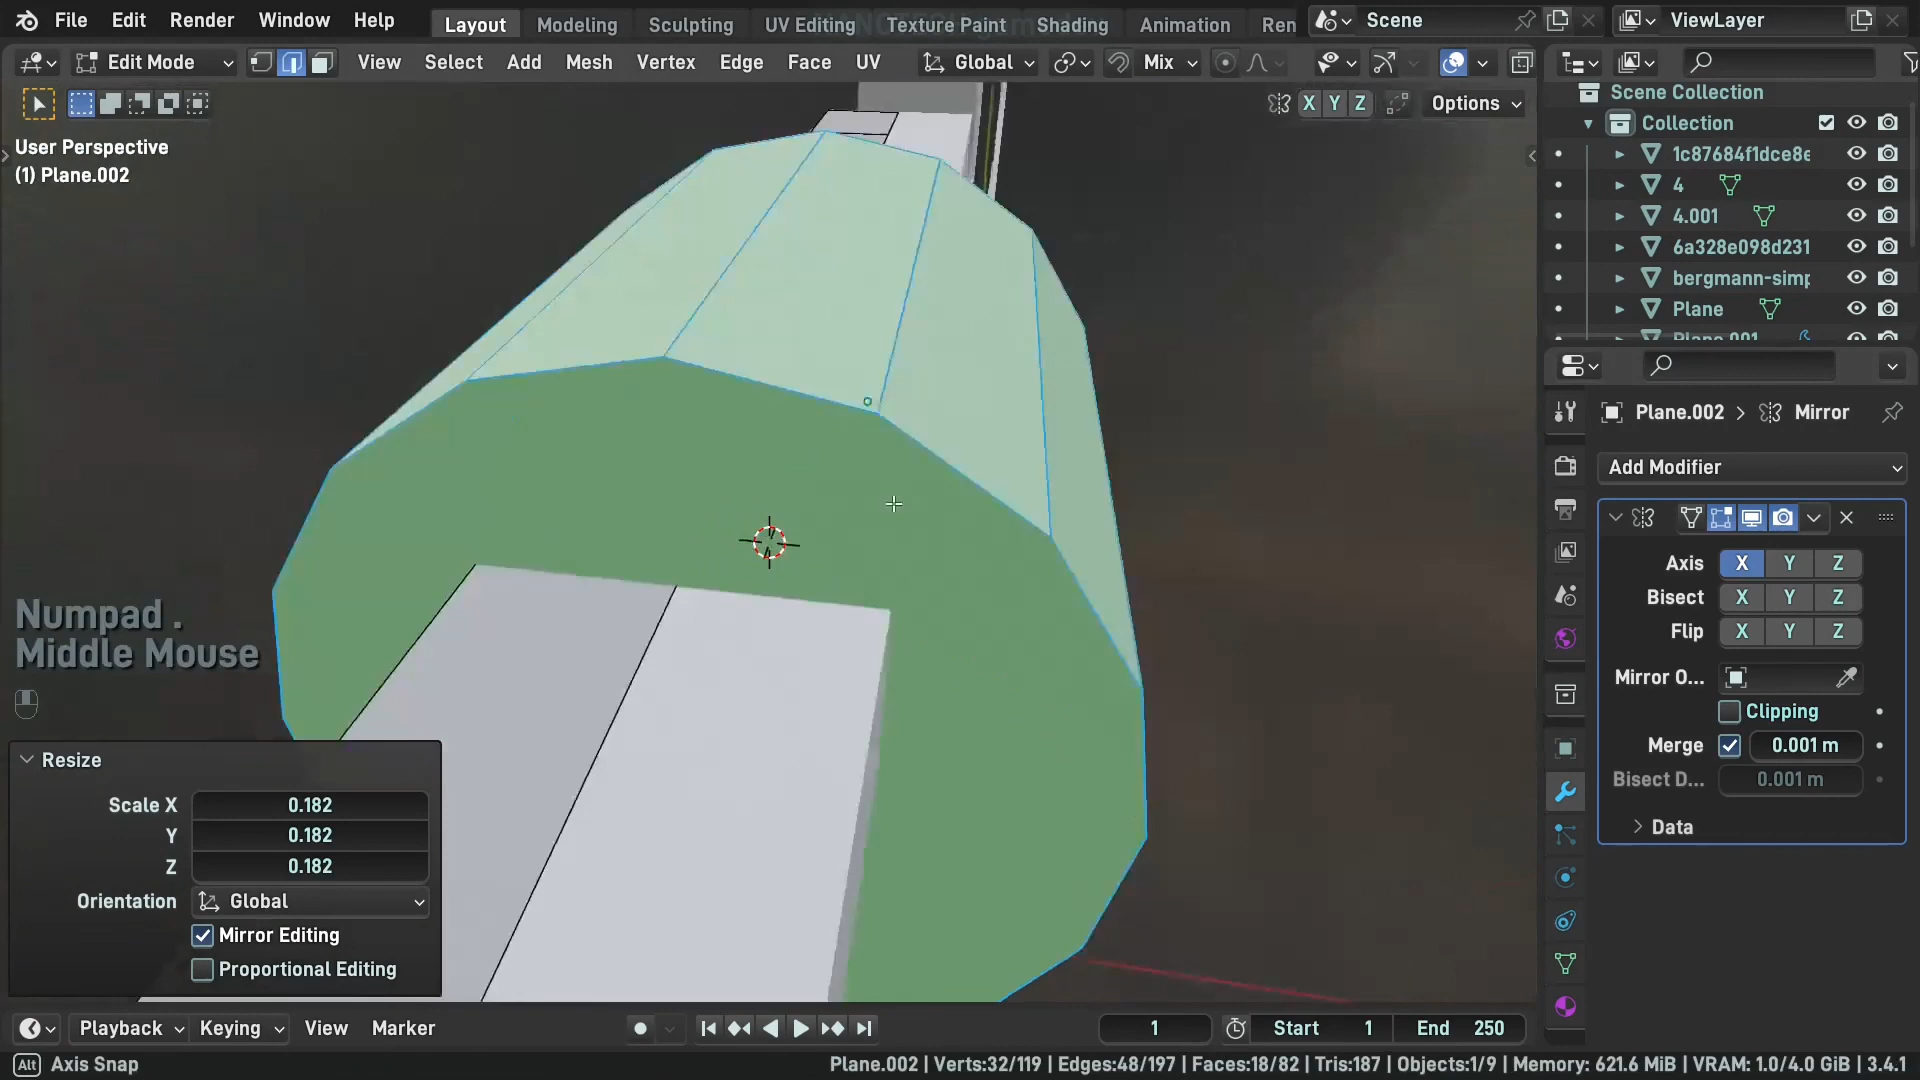 File Edit Render Window Help Layout Modeling Sculpting UV Editing Texture Paint Shading Animation Ren Scene ViewLayer
Edit Mode View Select Add Mesh Vertex Edge Face UV Global Mix
X Y Z Options
User Perspective
(1) Plane.002
Scene Collection
Collection
1c87684f1dce8e
4
4.001
6a328e098d231
bergmann-simp
Plane
Plane.001
Plane.002 > Mirror
Add Modifier
Axis X Y Z
Bisect X Y Z
Flip X Y Z
Mirror O...
Clipping
Merge 0.001 m
Bisect D... 0.001 m
Data
Numpad .
Middle Mouse
Resize
Scale X 0.182
Y 0.182
Z 0.182
Orientation Global
Mirror Editing
Proportional Editing
Playback Keying View Marker 1 Start 1 End 250
Alt Axis Snap Plane.002 | Verts:32/119 | Edges:48/197 | Faces:18/82 | Tris:187 | Objects:1/9 | Memory: 621.6 MiB | VRAM: 1.0/4.0 GiB | 3.4.1